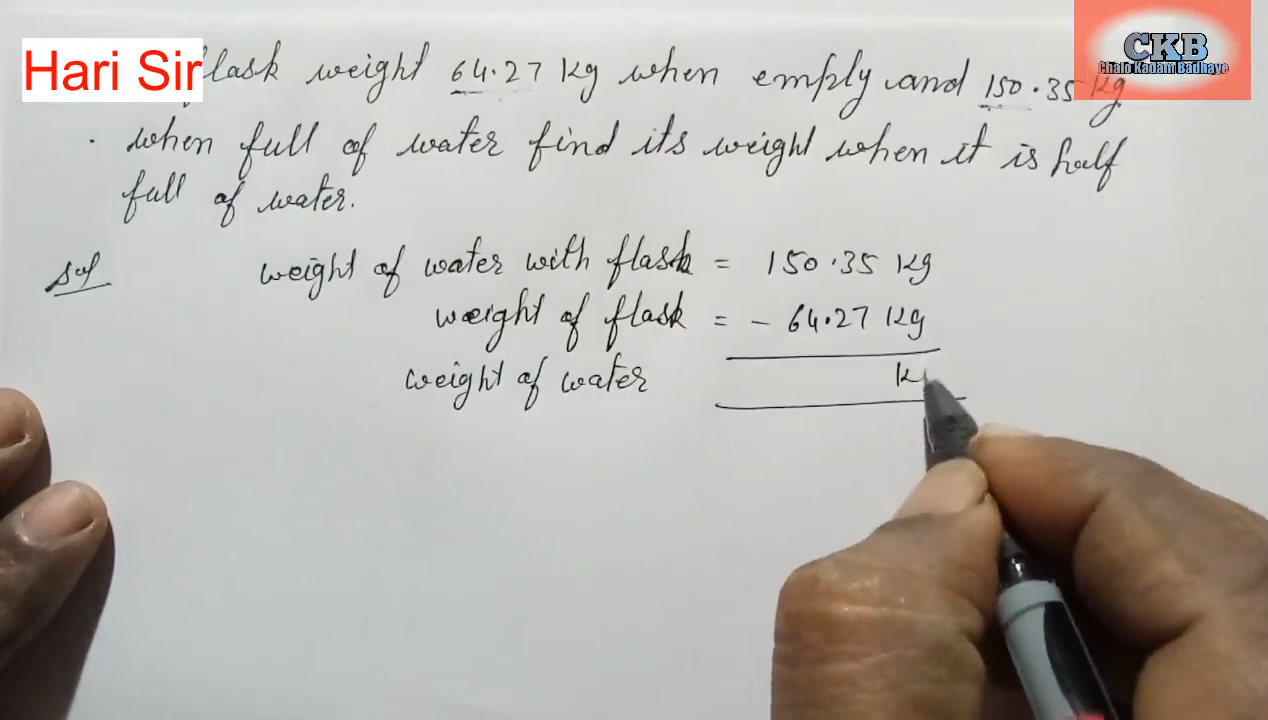 Hari Sir flask weight 64.27 Kg when emply and 150.35 Kg
CKB
Chalo Kadam Badhaye
when full of water find its weight when it is half
full of water.
Sol weight of water with flask = 150.35 Kg
weight of flask = - 64.27 Kg
weight of water K